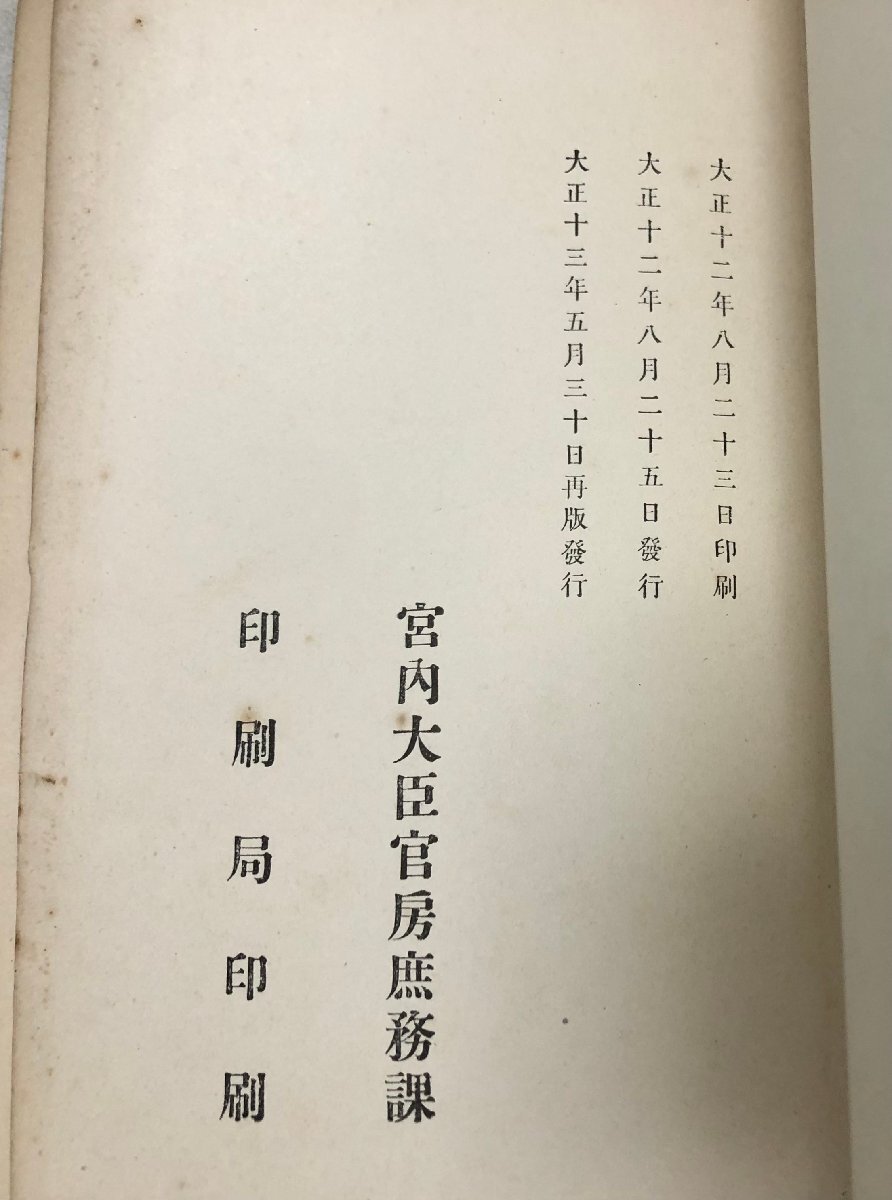 大正十二年八月二十三日印刷
大正十二年八月二十五日發行
大正十三年五月三十日再版發行
宮內大臣官房庶務課
印刷局印刷